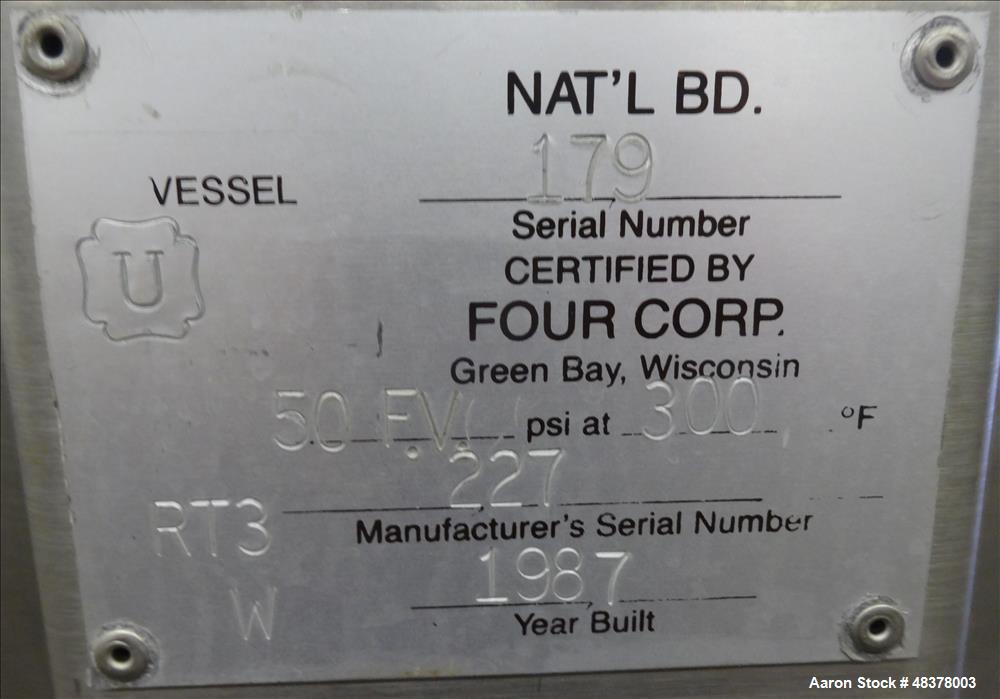 NAT'L BD.
179
VESSEL
Serial Number
U
CERTIFIED BY
FOUR CORP.
Green Bay, Wisconsin
50 F.V. psi at 300 °F
227
Manufacturer's Serial Number
RT3
1987
W
Year Built
Aaron Stock # 48378003